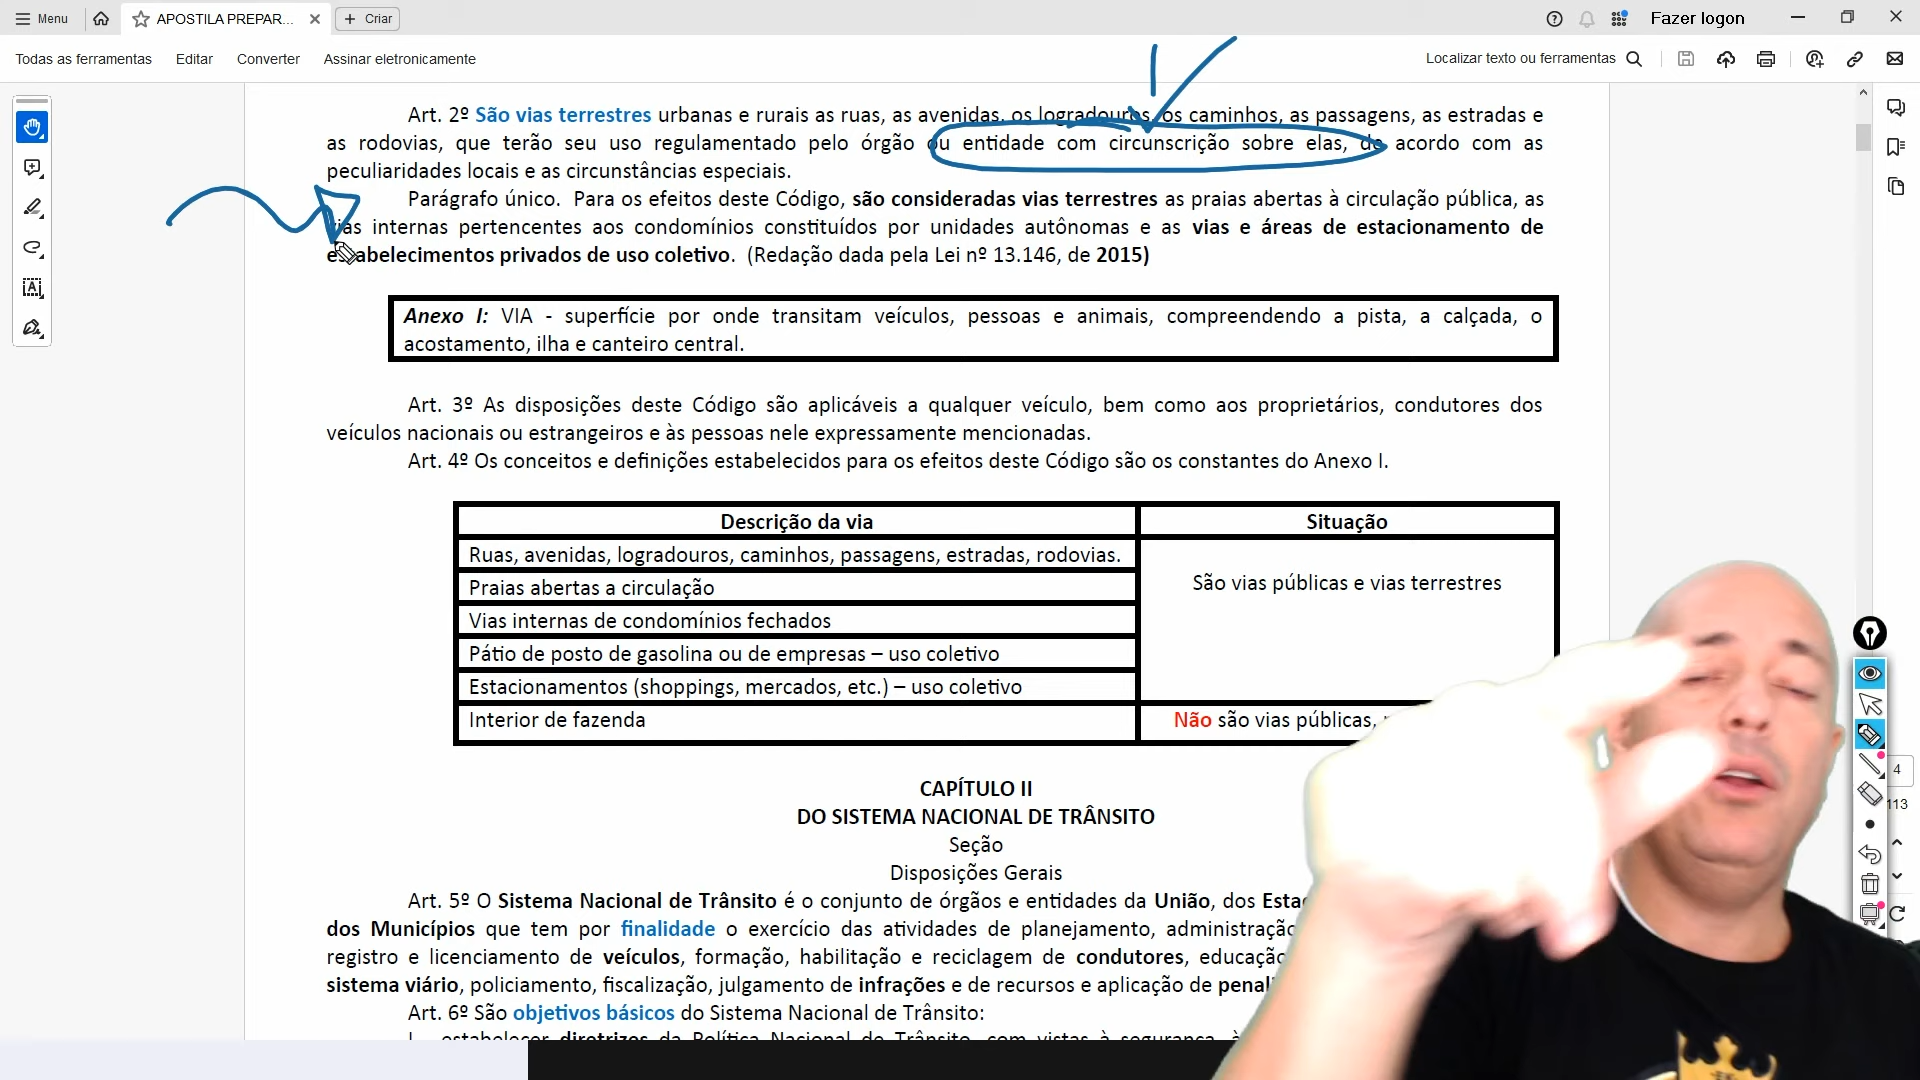 Menu
APOSTILA PREPAR...
Criar
Fazer logon
Todas as ferramentas
Editar
Converter
Assinar eletronicamente
Localizar texto ou ferramentas
Art. 2º São vias terrestres urbanas e rurais as ruas, as avenidas, os logradouros, os caminhos, as passagens, as estradas e
as rodovias, que terão seu uso regulamentado pelo órgão ou entidade com circunscrição sobre elas, de acordo com as
peculiaridades locais e as circunstâncias especiais.
Parágrafo único. Para os efeitos deste Código, são consideradas vias terrestres as praias abertas à circulação pública, as
vias internas pertencentes aos condomínios constituídos por unidades autônomas e as vias e áreas de estacionamento de
estabelecimentos privados de uso coletivo. (Redação dada pela Lei nº 13.146, de 2015)
Anexo I: VIA - superfície por onde transitam veículos, pessoas e animais, compreendendo a pista, a calçada, o
acostamento, ilha e canteiro central.
Art. 3º As disposições deste Código são aplicáveis a qualquer veículo, bem como aos proprietários, condutores dos
veículos nacionais ou estrangeiros e às pessoas nele expressamente mencionadas.
Art. 4º Os conceitos e definições estabelecidos para os efeitos deste Código são os constantes do Anexo I.
Descrição da via
Situação
Ruas, avenidas, logradouros, caminhos, passagens, estradas, rodovias.
Praias abertas a circulação
São vias públicas e vias terrestres
Vias internas de condomínios fechados
Pátio de posto de gasolina ou de empresas – uso coletivo
Estacionamentos (shoppings, mercados, etc.) – uso coletivo
Interior de fazenda
Não são vias públicas,
4
113
CAPÍTULO II
DO SISTEMA NACIONAL DE TRÂNSITO
Seção
Disposições Gerais
Art. 5º O Sistema Nacional de Trânsito é o conjunto de órgãos e entidades da União, dos Esta
dos Municípios que tem por finalidade o exercício das atividades de planejamento, administração
registro e licenciamento de veículos, formação, habilitação e reciclagem de condutores, educação
sistema viário, policiamento, fiscalização, julgamento de infrações e de recursos e aplicação de penal
Art. 6º São objetivos básicos do Sistema Nacional de Trânsito:
I - estabelecer diretrizes da Política Nacional de Trânsito, com vistas à segurança, à